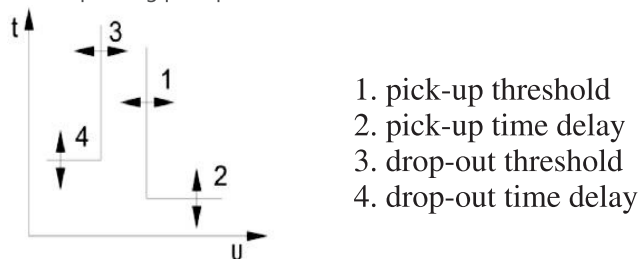 t
3
1
4
2
u
1. pick-up threshold
2. pick-up time delay
3. drop-out threshold
4. drop-out time delay